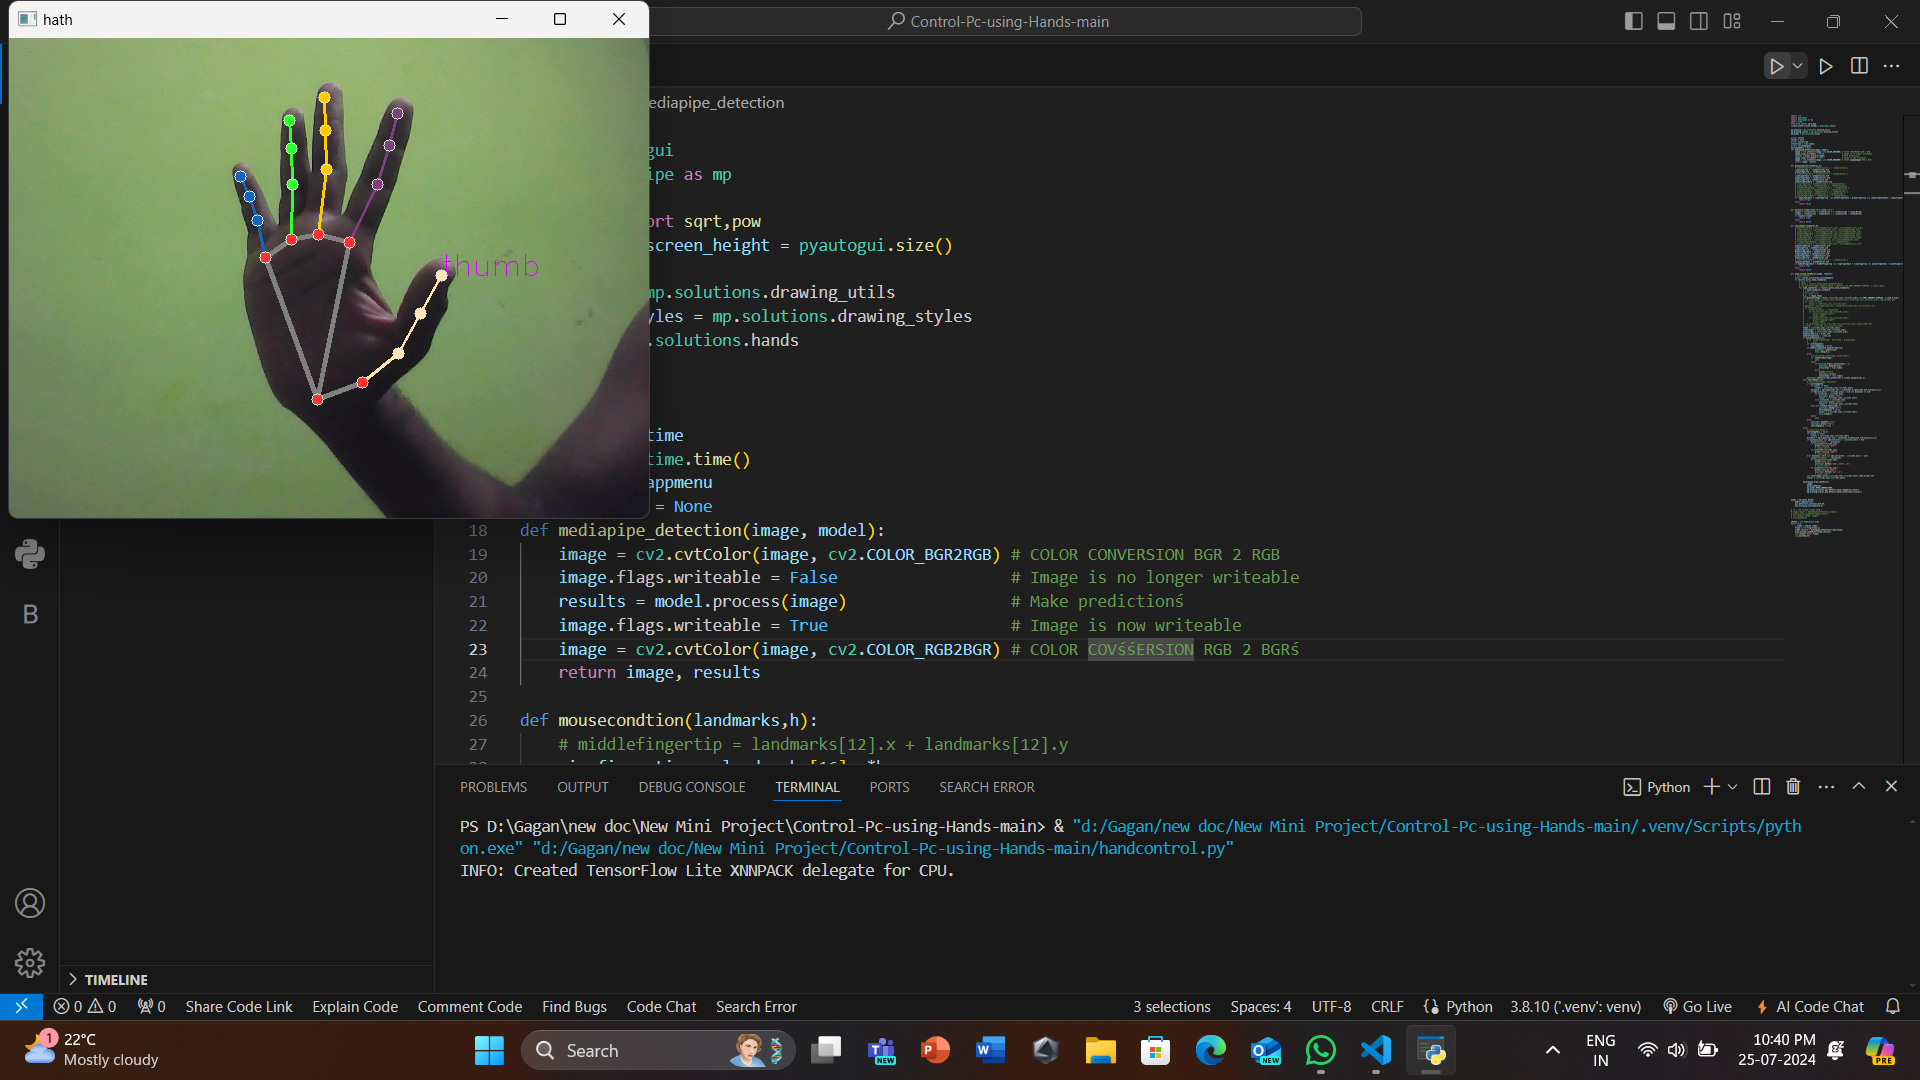 hath
Control-Pc-using-Hands-main
thumb
ediapipe_detection
gui
ipe as mp
ort sqrt,pow
screen_height = pyautogui.size()
mp.solutions.drawing_utils
yles = mp.solutions.drawing_styles
.solutions.hands
time
time.time()
appmenu
= None
18 def mediapipe_detection(image, model):
19 image = cv2.cvtColor(image, cv2.COLOR_BGR2RGB) # COLOR CONVERSION BGR 2 RGB
20 image.flags.writeable = False # Image is no longer writeable
21 results = model.process(image) # Make predictionś
22 image.flags.writeable = True # Image is now writeable
23 image = cv2.cvtColor(image, cv2.COLOR_RGB2BGR) # COLOR COVśśERSION RGB 2 BGRś
24 return image, results
25
26 def mousecondtion(landmarks,h):
27 # middlefingertip = landmarks[12].x + landmarks[12].y
B
PROBLEMS OUTPUT DEBUG CONSOLE TERMINAL PORTS SEARCH ERROR Python
PS D:\Gagan\new doc\New Mini Project\Control-Pc-using-Hands-main> & "d:/Gagan/new doc/New Mini Project/Control-Pc-using-Hands-main/.venv/Scripts/pyth
on.exe" "d:/Gagan/new doc/New Mini Project/Control-Pc-using-Hands-main/handcontrol.py"
INFO: Created TensorFlow Lite XNNPACK delegate for CPU.
TIMELINE
0 0 0 Share Code Link Explain Code Comment Code Find Bugs Code Chat Search Error 3 selections Spaces: 4 UTF-8 CRLF Python 3.8.10 ('.venv': venv) Go Live AI Code Chat
1 22°C
Mostly cloudy
Search
NEW
NEW
ENG
IN
10:40 PM
25-07-2024
PRE